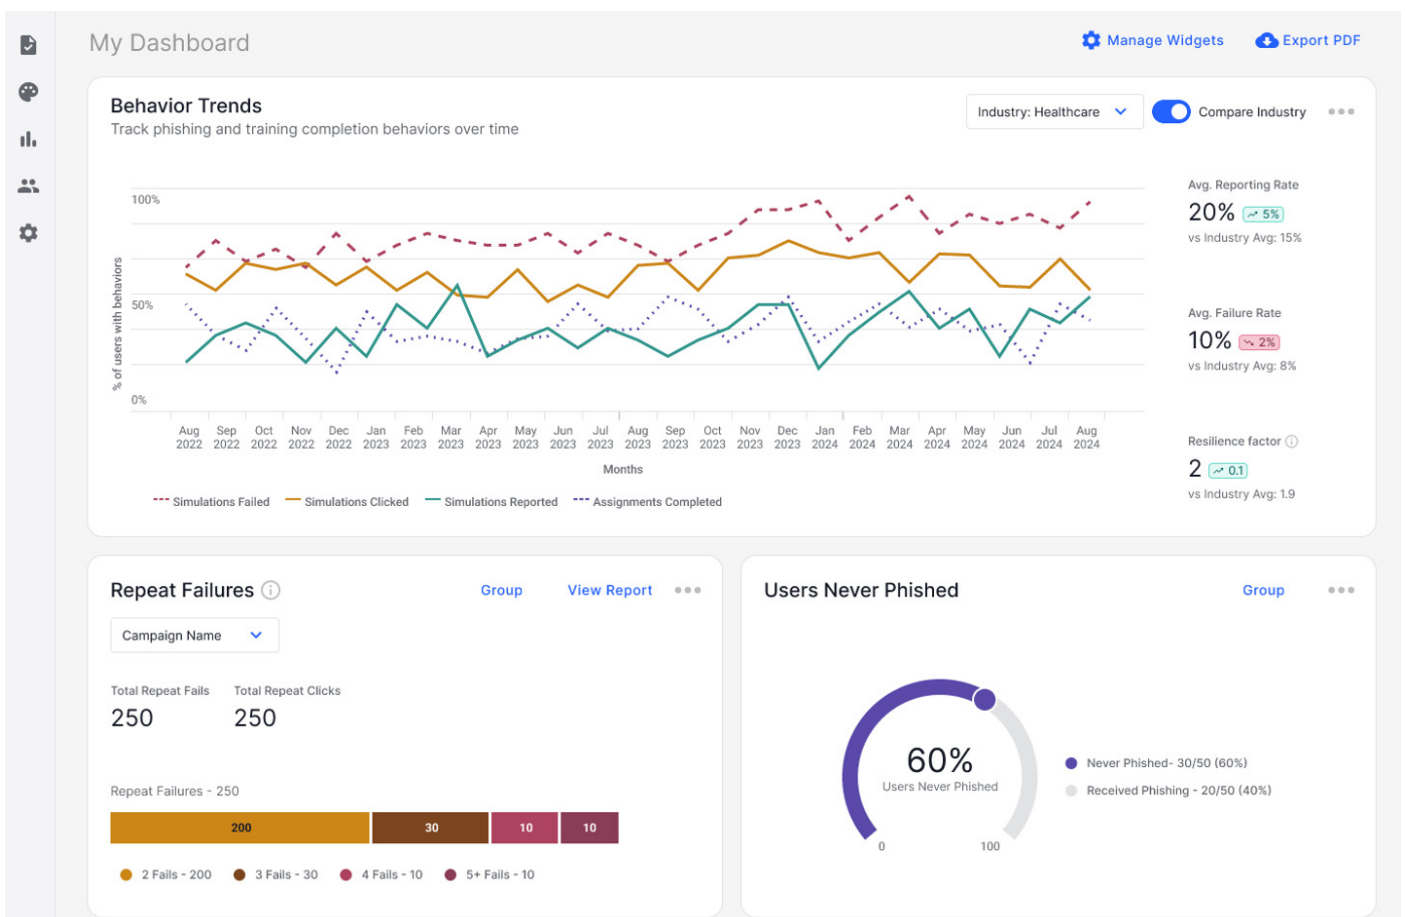 My Dashboard
Manage Widgets
Export PDF
Behavior Trends
Track phishing and training completion behaviors over time
Industry: Healthcare
Compare Industry
% of users with behaviors
100%
50%
0%
Aug Sep Oct Nov Dec Jan Feb Mar Apr May Jun Jul Aug Sep Oct Nov Dec Jan Feb Mar Apr May Jun Jul Aug
2022 2022 2022 2022 2022 2023 2023 2023 2023 2023 2023 2023 2023 2023 2023 2023 2023 2024 2024 2024 2024 2024 2024 2024 2024
Months
Simulations Failed
Simulations Clicked
Simulations Reported
Assignments Completed
Avg. Reporting Rate
20% 5%
vs Industry Avg: 15%
Avg. Failure Rate
10% 2%
vs Industry Avg: 8%
Resilience factor
2 0.1
vs Industry Avg: 1.9
Repeat Failures
Group
View Report
Campaign Name
Total Repeat Fails
250
Total Repeat Clicks
250
Repeat Failures - 250
200 30 10 10
2 Fails - 200
3 Fails - 30
4 Fails - 10
5+ Fails - 10
Users Never Phished
Group
60%
Users Never Phished
0 100
Never Phished- 30/50 (60%)
Received Phishing - 20/50 (40%)